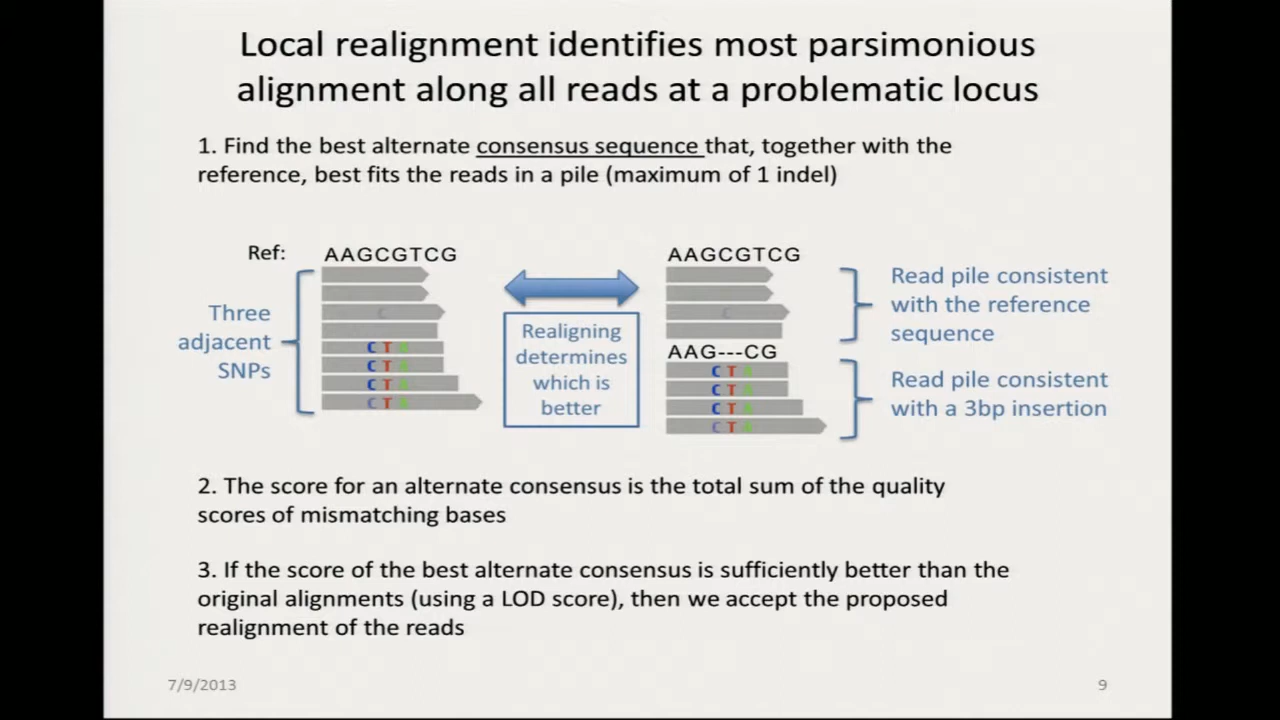 Local realignment identifies most parsimonious
alignment along all reads at a problematic locus
1. Find the best alternate consensus sequence that, together with the
reference, best fits the reads in a pile (maximum of 1 indel)
Ref:
AAGCGTCG
Three
adjacent
SNPs
C
C T A
C T A
C T A
C T A
Realigning
determines
which is
better
AAGCGTCG
C
AAG---CG
C T A
C T A
C T A
C T A
Read pile consistent
with the reference
sequence
Read pile consistent
with a 3bp insertion
2. The score for an alternate consensus is the total sum of the quality
scores of mismatching bases
3. If the score of the best alternate consensus is sufficiently better than the
original alignments (using a LOD score), then we accept the proposed
realignment of the reads
7/9/2013
9